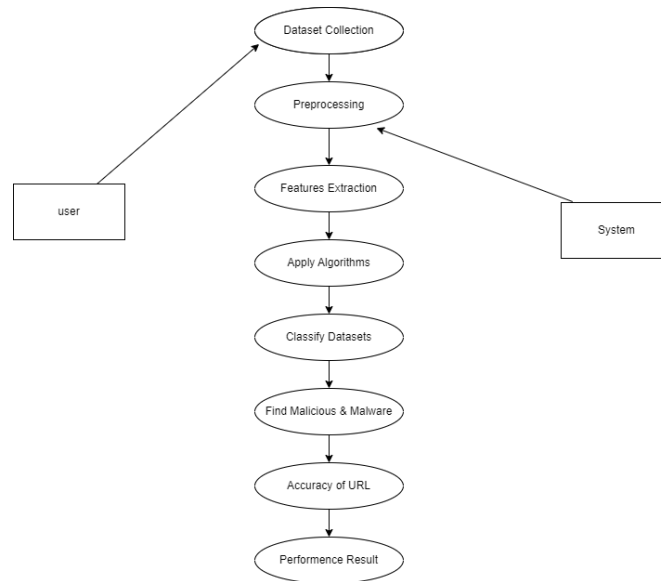 Dataset Collection
Preprocessing
Features Extraction
user
System
Apply Algorithms
Classify Datasets
Find Malicious & Malware
Accuracy of URL
Performence Result